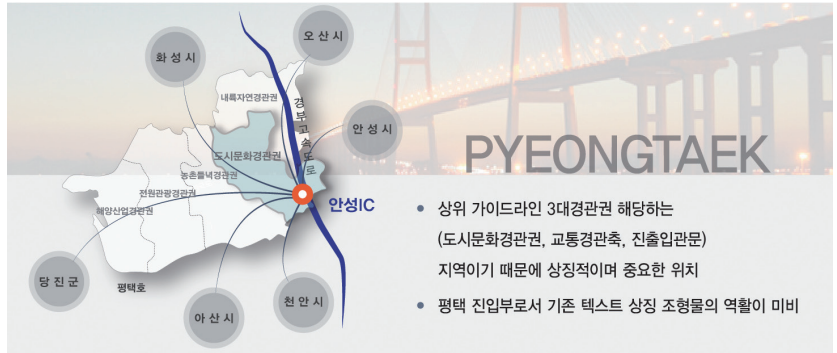 오산시
화성시
내륙자연경관권
경부고속도로
안성시
도시문화경관권
농촌들녘경관권
전원관광경관권
해양산업경관권
안성IC
당진군
평택호
아산시
천안시
PYEONGTAEK
• 상위 가이드라인 3대경관권 해당하는
(도시문화경관권, 교통경관축, 진출입관문)
지역이기 때문에 상징적이며 중요한 위치
• 평택 진입부로서 기존 텍스트 상징 조형물의 역활이 미비